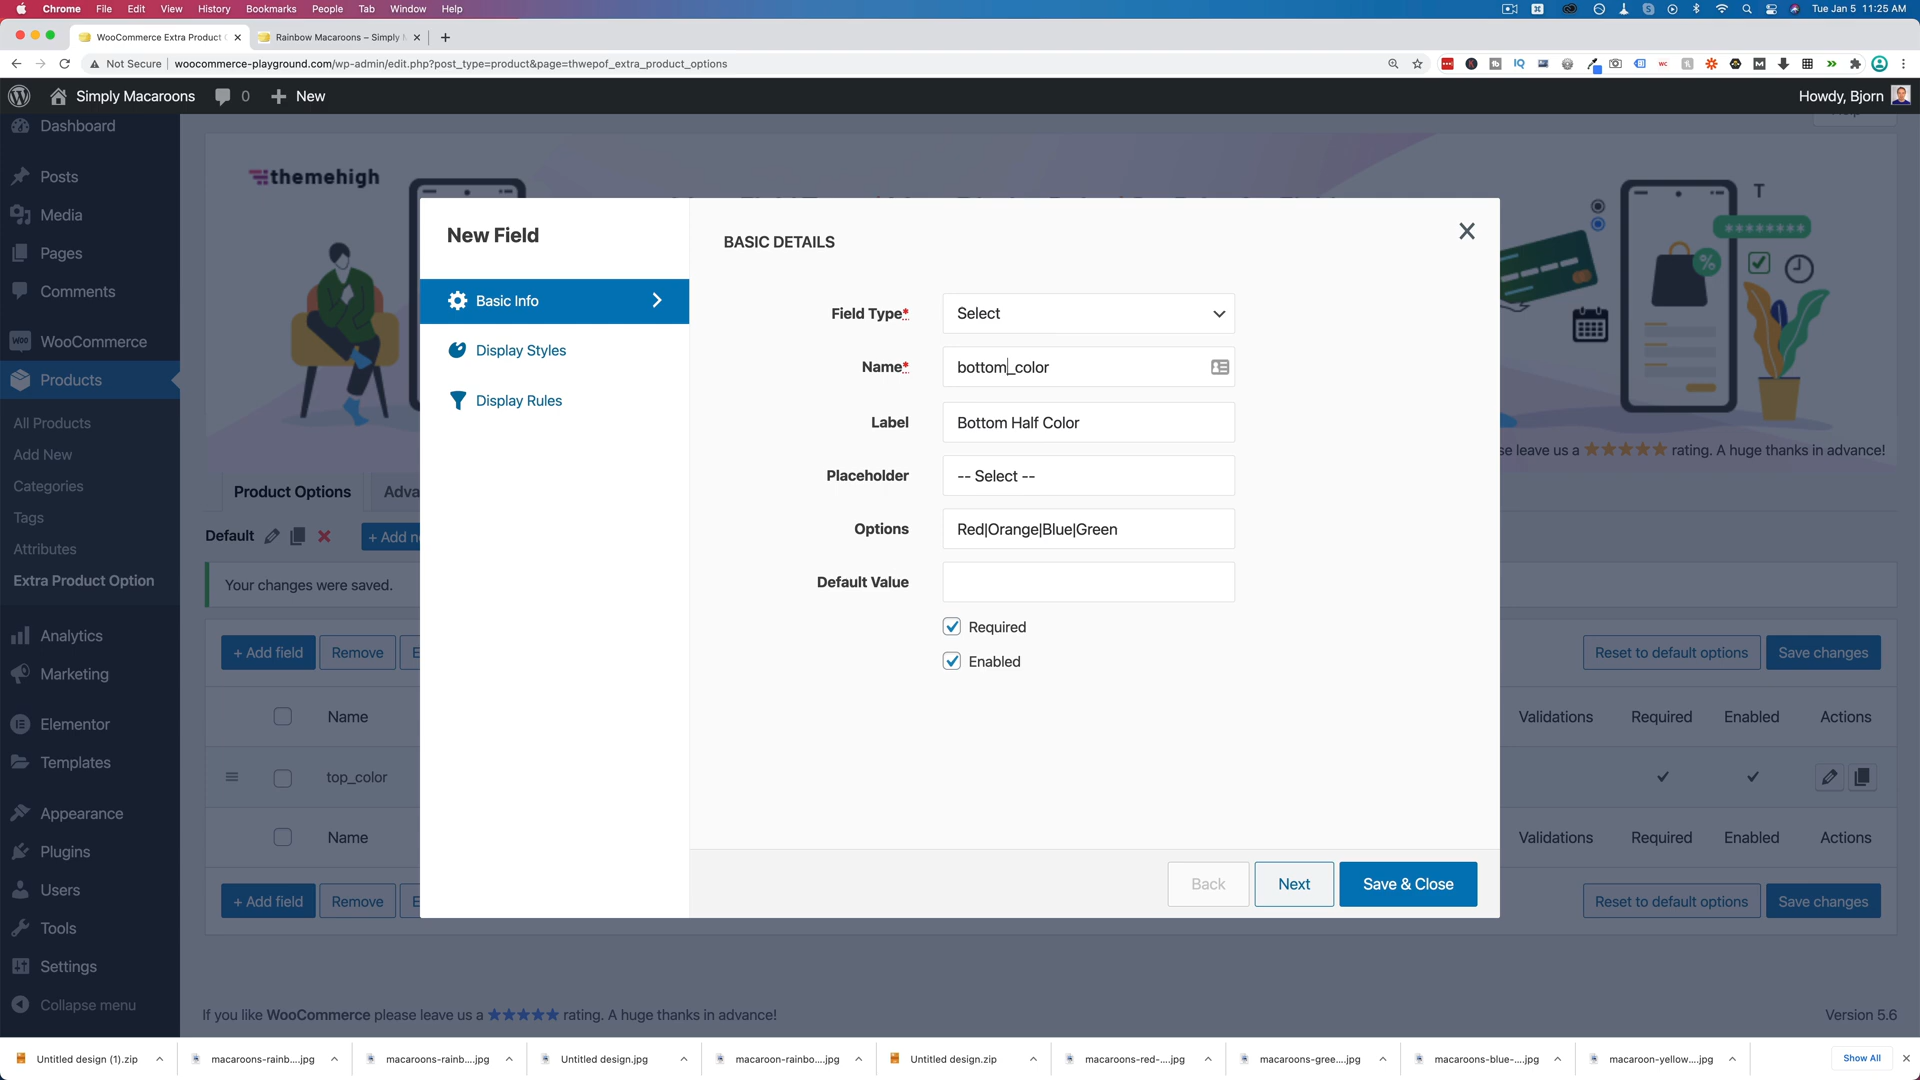 Chrome File Edit View History Bookmarks People Tab Window Help
Tue Jan 5 11:25 AM
WooCommerce Extra Product
Rainbow Macaroons – Simply
Not Secure
woocommerce-playground.com/wp-admin/edit.php?post_type=product&page=thwepof_extra_product_options
Simply Macaroons 0 New
Howdy, Bjorn
Dashboard
Posts
Media
Pages
Comments
WooCommerce
Products
All Products
Add New
Categories
Tags
Attributes
Extra Product Option
Analytics
Marketing
Elementor
Templates
Appearance
Plugins
Users
Tools
Settings
Collapse menu
themehigh
T
********
%
se leave us a ★★★★★ rating. A huge thanks in advance!
Product Options
Adva
Default
+ Add n
Your changes were saved.
+ Add field
Remove
E
Reset to default options
Save changes
Name
Validations Required Enabled Actions
top_color
Name
Validations Required Enabled Actions
+ Add field
Remove
E
Reset to default options
Save changes
If you like WooCommerce please leave us a ★★★★★ rating. A huge thanks in advance!
Version 5.6
New Field
Basic Info
Display Styles
Display Rules
BASIC DETAILS
Field Type* Select
Name* bottom_color
Label Bottom Half Color
Placeholder -- Select --
Options Red|Orange|Blue|Green
Default Value
Required
Enabled
Back
Next
Save & Close
Untitled design (1).zip
macaroons-rainb....jpg
macaroons-rainb....jpg
Untitled design.jpg
macaroon-rainbo....jpg
Untitled design.zip
macaroons-red-....jpg
macaroons-gree....jpg
macaroons-blue-....jpg
macaroon-yellow....jpg
Show All